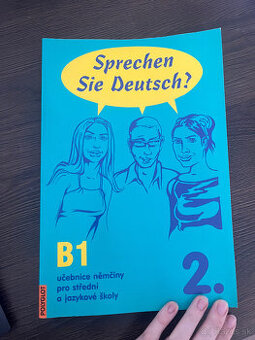 Sprechen
Sie Deutsch?
B1
učebnice němčiny
pro střední
a jazykové školy
2.
POLYGLOT